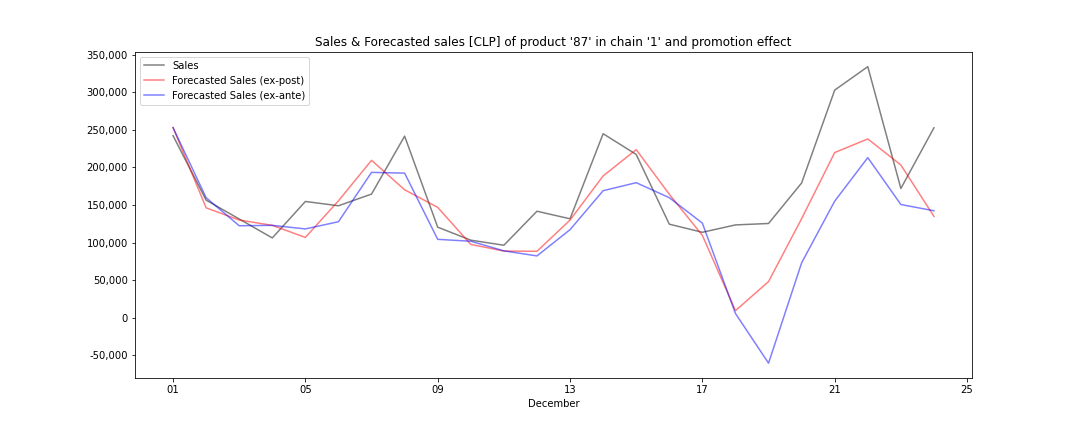 Sales & Forecasted sales [CLP] of product '87' in chain '1' and promotion effect
350,000
300,000
250,000
200,000
150,000
100,000
50,000
0
-50,000
Sales
Forecasted Sales (ex-post)
Forecasted Sales (ex-ante)
01 05 09 13 17 21 25
December